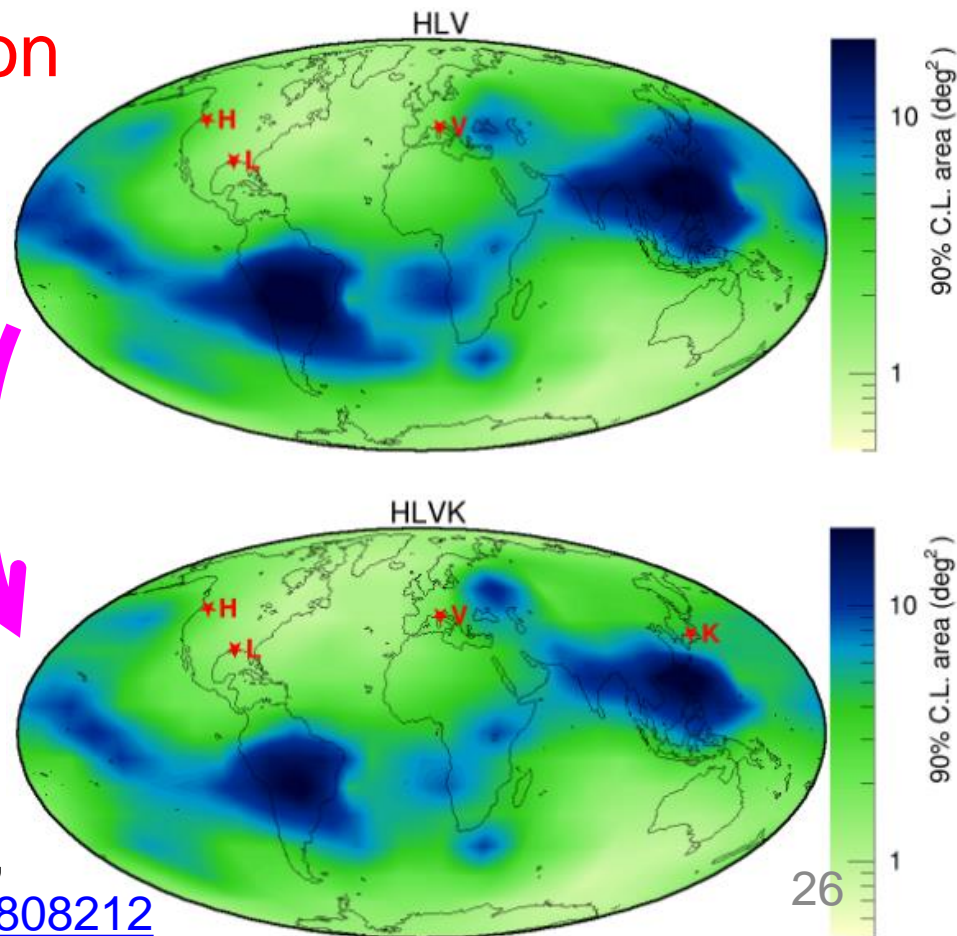 on
HLV
H
L
V
10
1
90% C.L. area (deg²)
HLVK
H
L
V
K
10
1
90% C.L. area (deg²)
26
808212